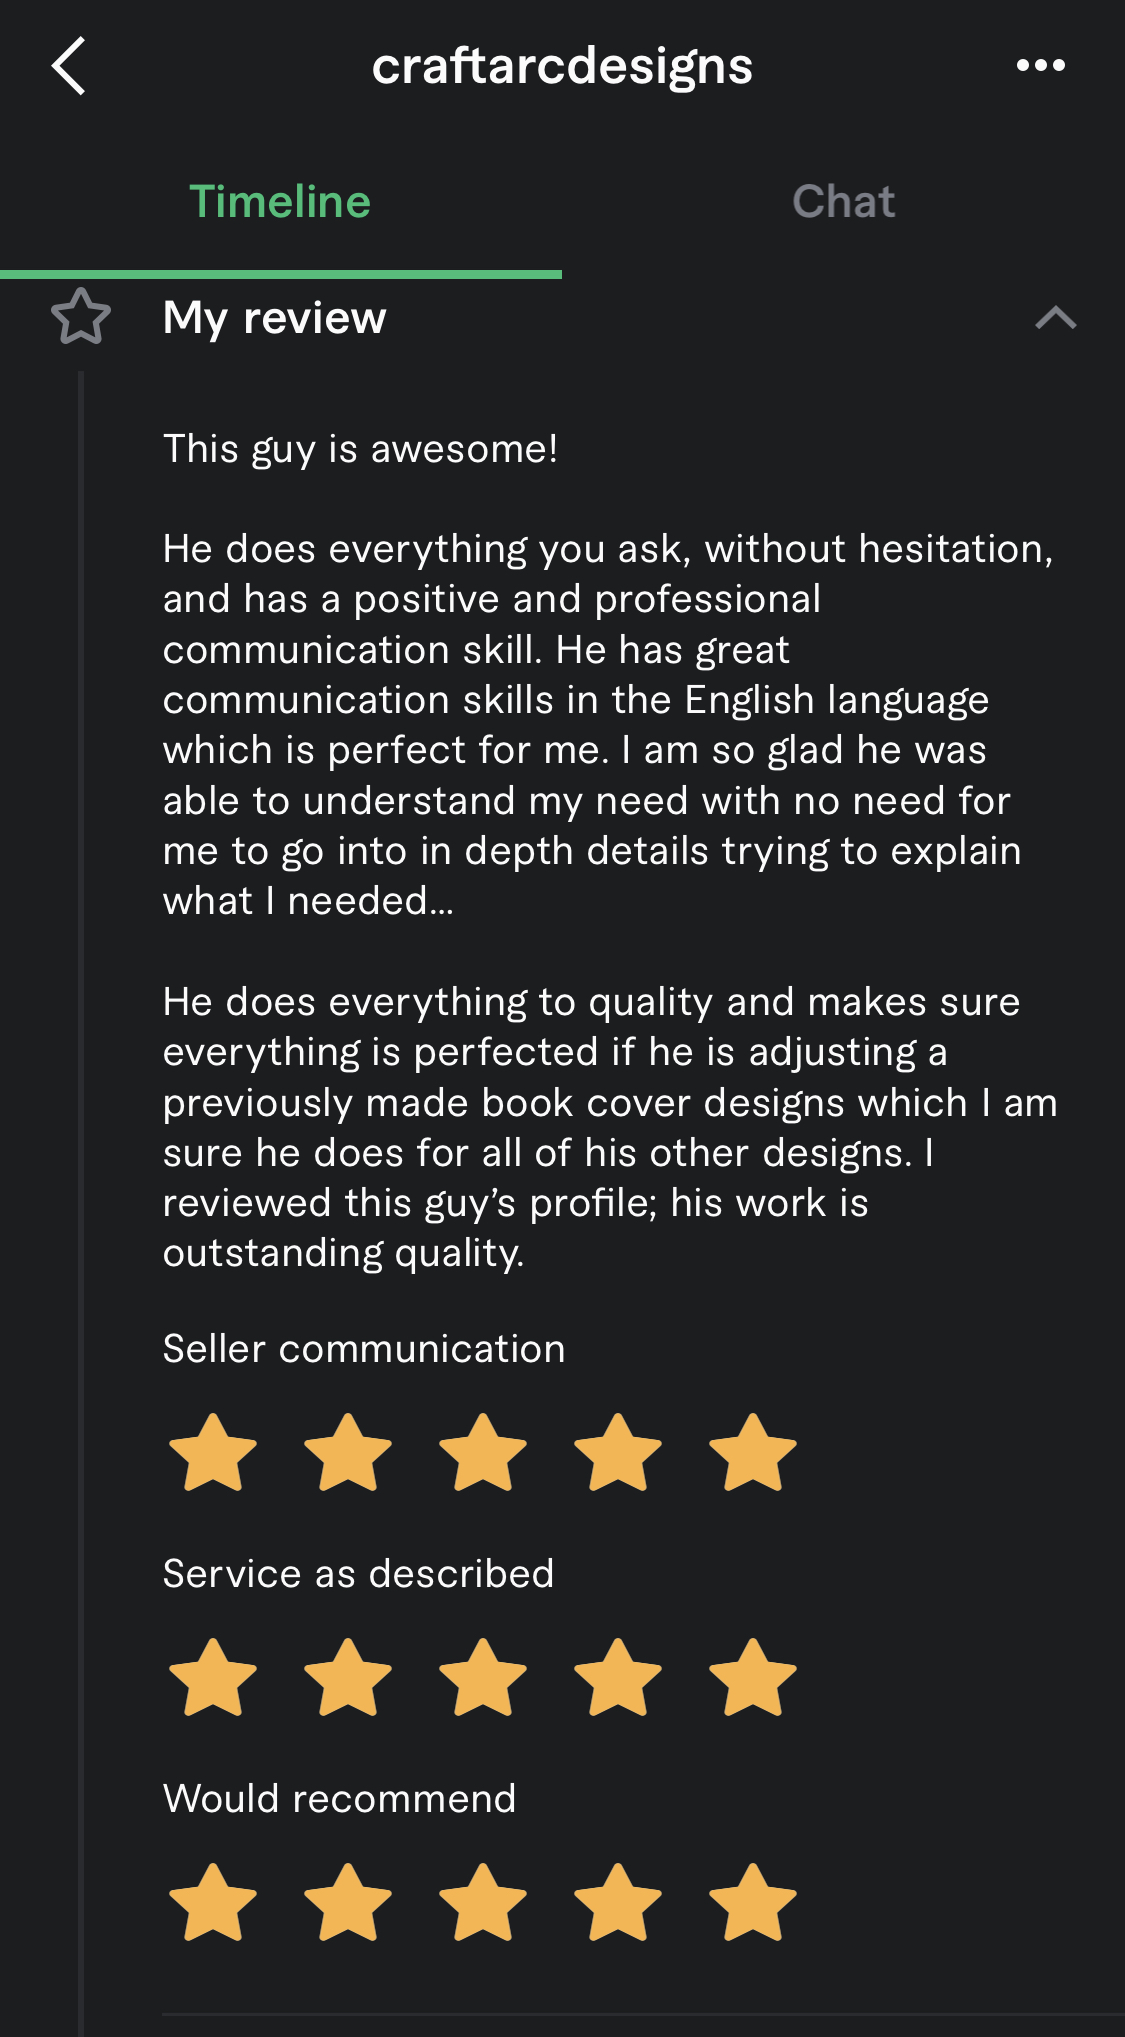 craftarcdesigns
Timeline
Chat
My review
This guy is awesome!
He does everything you ask, without hesitation,
and has a positive and professional
communication skill. He has great
communication skills in the English language
which is perfect for me. I am so glad he was
able to understand my need with no need for
me to go into in depth details trying to explain
what I needed...
He does everything to quality and makes sure
everything is perfected if he is adjusting a
previously made book cover designs which I am
sure he does for all of his other designs. I
reviewed this guy’s profile; his work is
outstanding quality.
Seller communication
Service as described
Would recommend